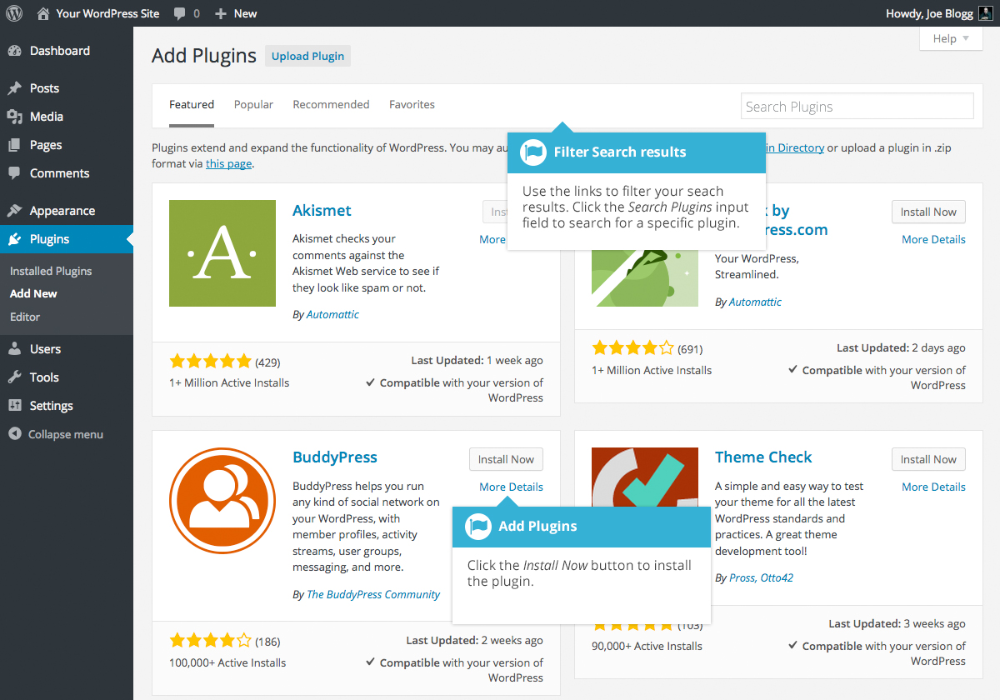 Your WordPress Site 0 New Howdy, Joe Blogg
Help
Dashboard
Posts
Media
Pages
Comments
Appearance
Plugins
Installed Plugins
Add New
Editor
Users
Tools
Settings
Collapse menu
Add Plugins Upload Plugin
Featured Popular Recommended Favorites Search Plugins
Plugins extend and expand the functionality of WordPress. You may in Directory or upload a plugin in .zip
format via this page.
Filter Search results
Use the links to filter your seach
results. Click the Search Plugins input
field to search for a specific plugin.
A
Akismet
More
Akismet checks your
comments against the
Akismet Web service to see if
they look like spam or not.
By Automattic
(429)
1+ Million Active Installs
Last Updated: 1 week ago
Compatible with your version of
WordPress
by
Install Now
More Details
Your WordPress,
Streamlined.
By Automattic
(691)
1+ Million Active Installs
Last Updated: 2 days ago
Compatible with your version of
WordPress
BuddyPress
Install Now
More Details
BuddyPress helps you run
any kind of social network on
your WordPress, with
member profiles, activity
streams, user groups,
messaging, and more.
By The BuddyPress Community
(186)
100,000+ Active Installs
Last Updated: 2 weeks ago
Compatible with your version of
WordPress
Add Plugins
Click the Install Now button to install
the plugin.
Theme Check
Install Now
More Details
A simple and easy way to test
your theme for all the latest
WordPress standards and
practices. A great theme
development tool!
By Pross, Otto42
90,000+ Active Installs
Last Updated: 3 weeks ago
Compatible with your version of
WordPress